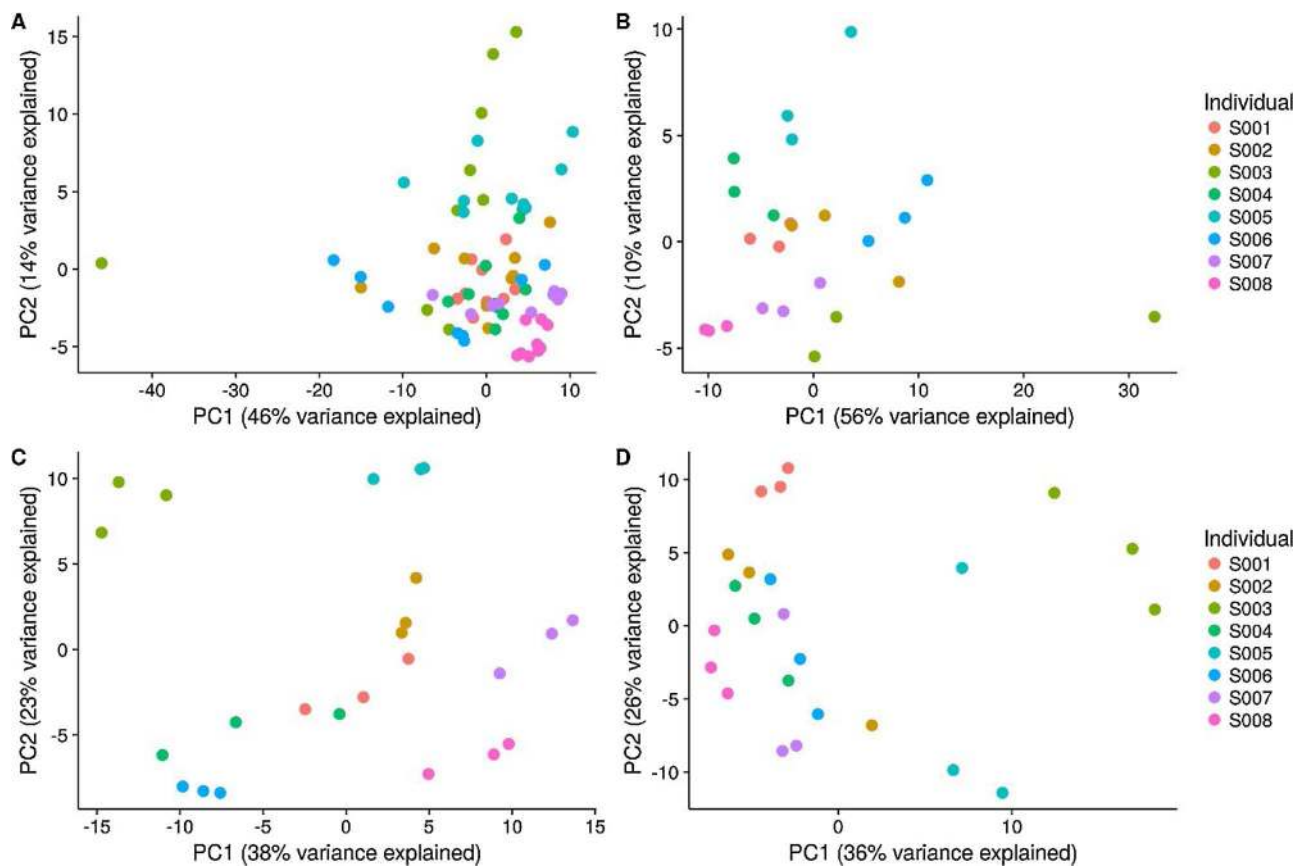 A
PC2 (14% variance explained)
15
10
5
0
-5
-40
-30
-20
-10
0
10
PC1 (46% variance explained)
B
PC2 (10% variance explained)
10
5
0
-5
-10
0
10
20
30
PC1 (56% variance explained)
Individual
S001
S002
S003
S004
S005
S006
S007
S008
C
PC2 (23% variance explained)
10
5
0
-5
-15
-10
-5
0
5
10
15
PC1 (38% variance explained)
D
PC2 (26% variance explained)
10
5
0
-5
-10
0
10
PC1 (36% variance explained)
Individual
S001
S002
S003
S004
S005
S006
S007
S008